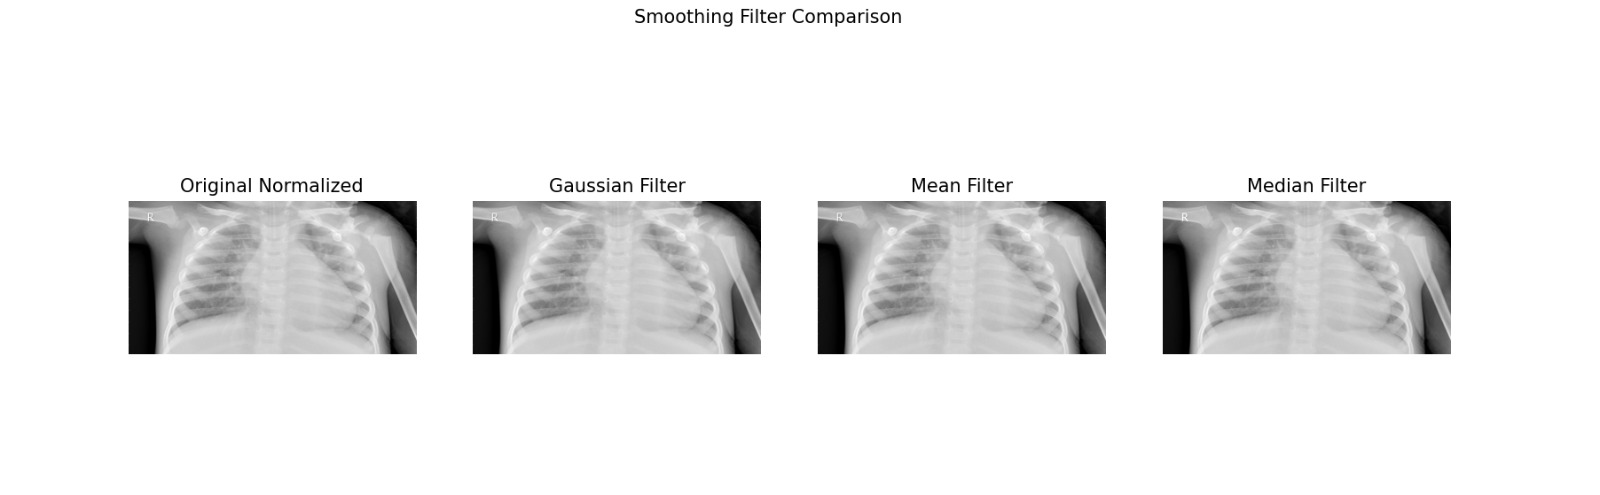 Smoothing Filter Comparison
Original Normalized
Gaussian Filter
Mean Filter
Median Filter
R
R
R
R